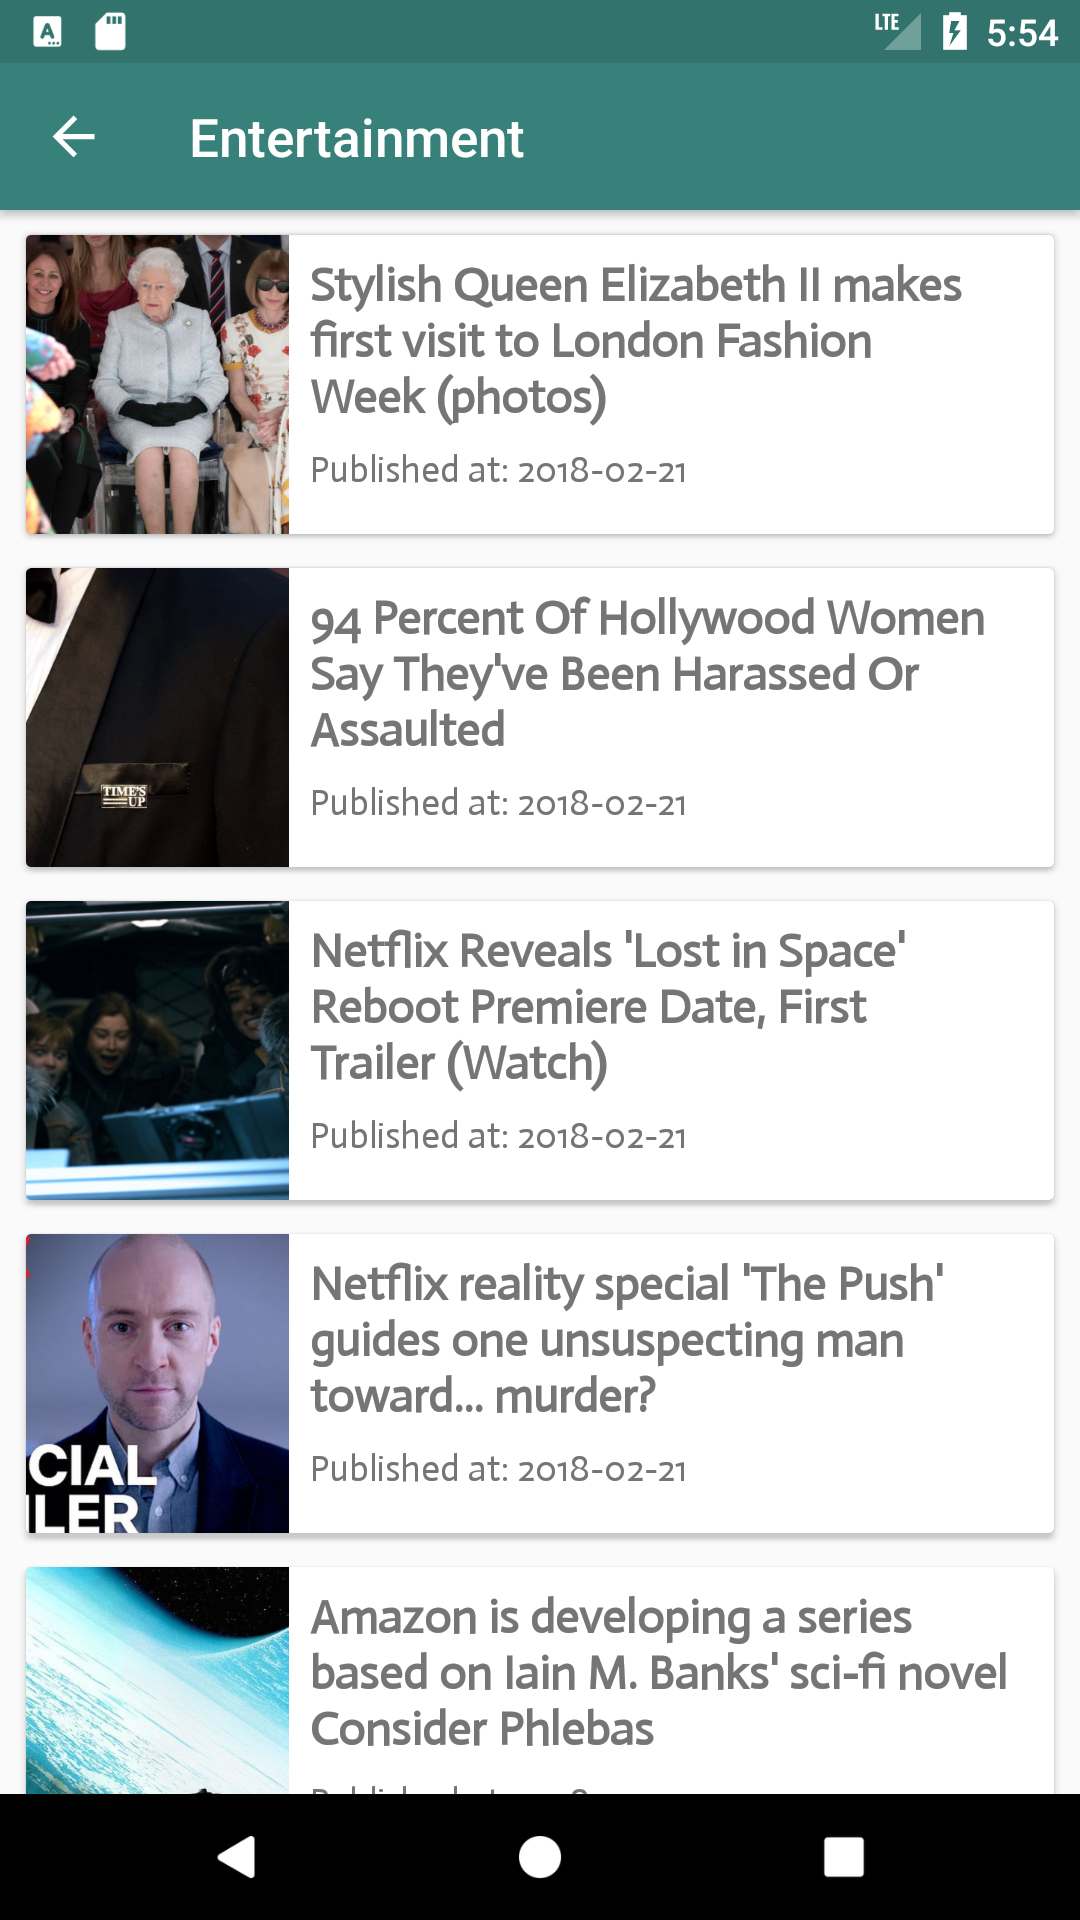 LTE 5:54
Entertainment
Stylish Queen Elizabeth II makes
first visit to London Fashion
Week (photos)
Published at: 2018-02-21
94 Percent Of Hollywood Women
Say They've Been Harassed Or
Assaulted
TIME'S
UP
Published at: 2018-02-21
Netflix Reveals 'Lost in Space'
Reboot Premiere Date, First
Trailer (Watch)
Published at: 2018-02-21
Netflix reality special 'The Push'
guides one unsuspecting man
toward... murder?
CIAL
ILER
Published at: 2018-02-21
Amazon is developing a series
based on Iain M. Banks' sci-fi novel
Consider Phlebas